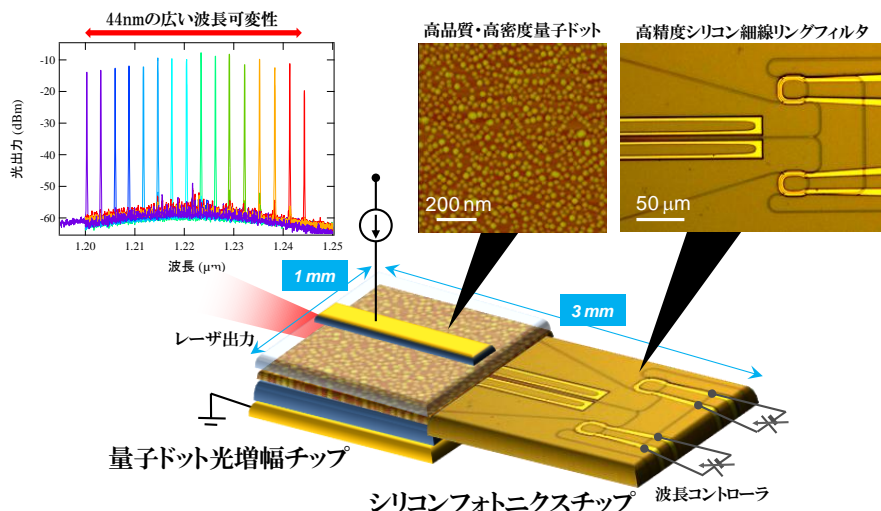 44nmの広い波長可変性
光出力 (dBm)
-10
-20
-30
-40
-50
-60
1.20
1.21
1.22
1.23
1.24
1.25
波長 (μm)
高品質・高密度量子ドット
200 nm
高精度シリコン細線リングフィルタ
50 μm
1 mm
3 mm
レーザ出力
量子ドット光増幅チップ
シリコンフォトニクスチップ
波長コントローラ